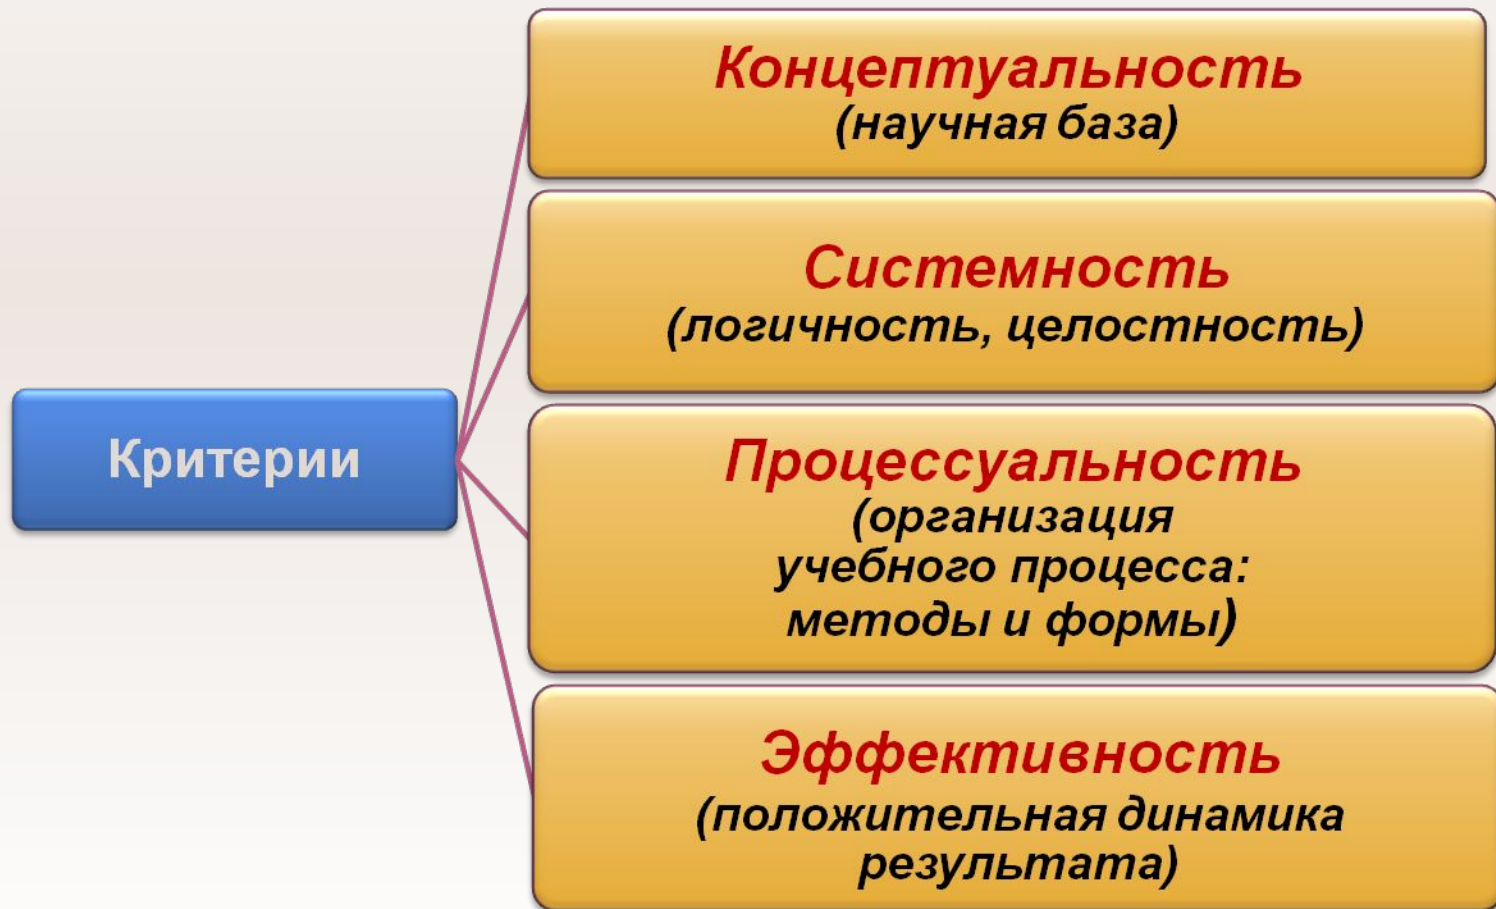 Концептуальность
(научная база)
Системность
(логичность, целостность)
Критерии
Процессуальность
(организация
учебного процесса:
методы и формы)
Эффективность
(положительная динамика
результата)